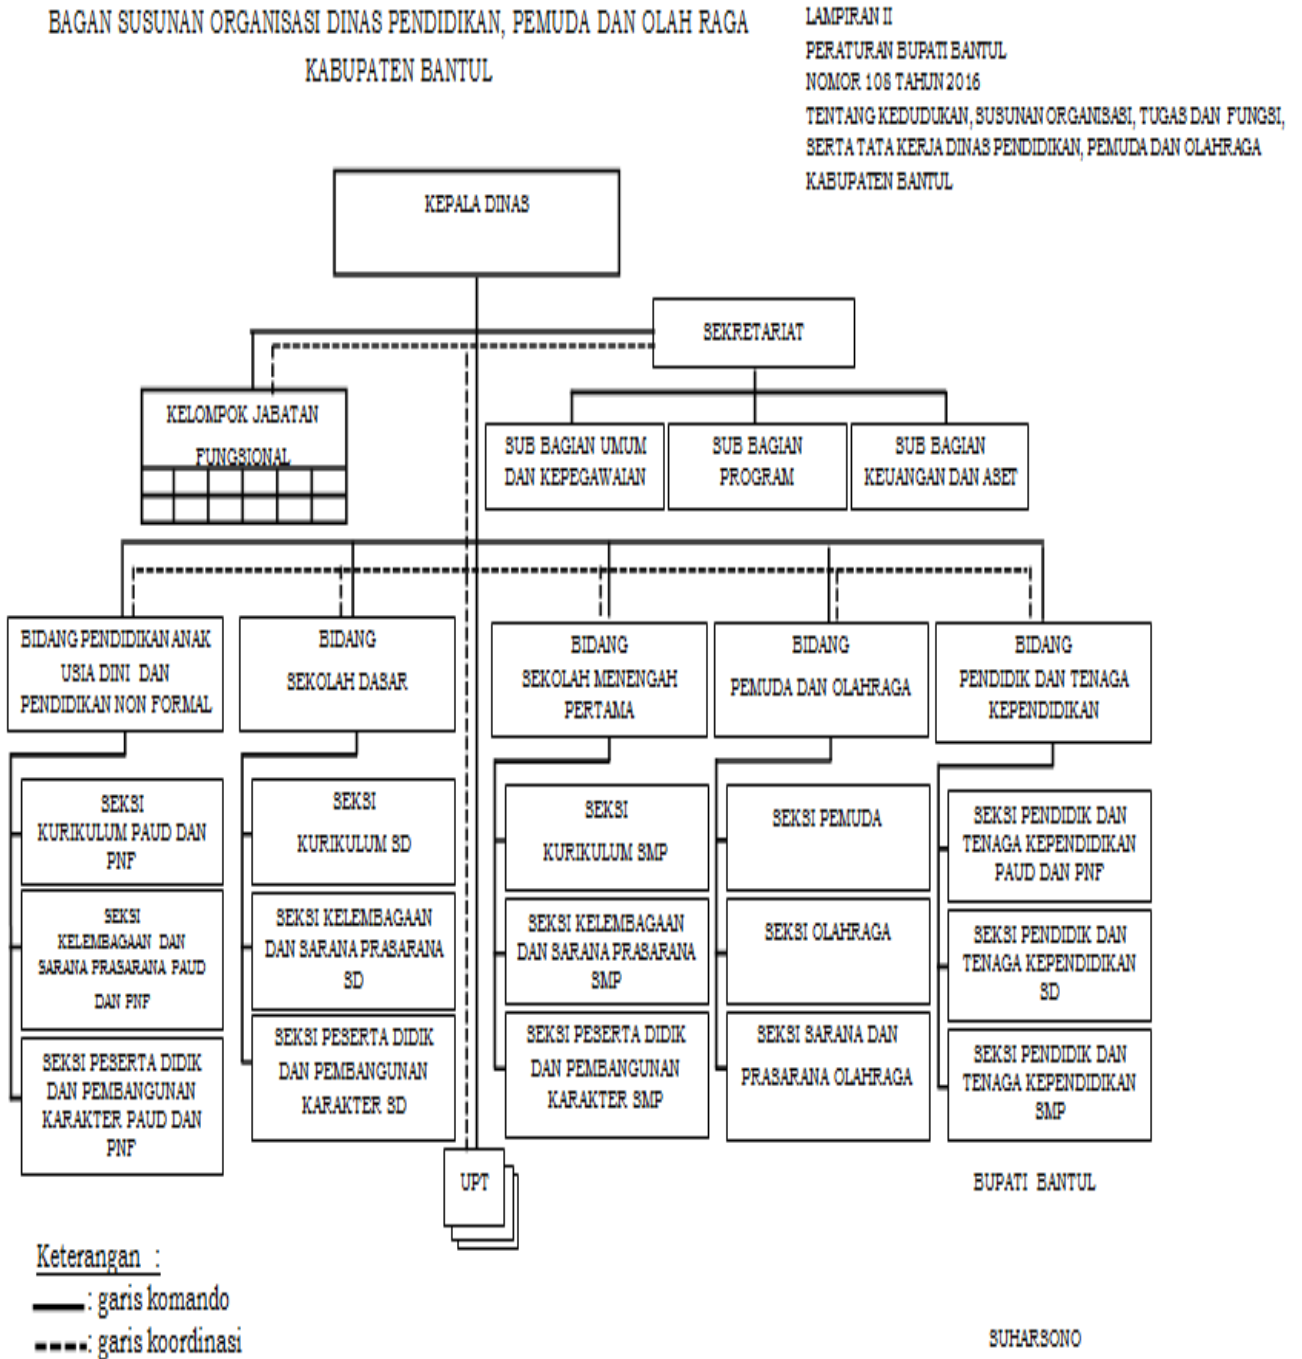 BAGAN SUSUNAN ORGANISASI DINAS PENDIDIKAN, PEMUDA DAN OLAH RAGA
KABUPATEN BANTUL
LAMPIRAN II
PERATURAN BUPATI BANTUL
NOMOR 108 TAHUN 2016
TENTANG KEDUDUKAN, SUSUNAN ORGANISASI, TUGAS DAN FUNGSI,
SERTA TATA KERJA DINAS PENDIDIKAN, PEMUDA DAN OLAHRAGA
KABUPATEN BANTUL
KEPALA DINAS
SEKRETARIAT
KELOMPOK JABATAN
FUNGSIONAL
SUB BAGIAN UMUM
DAN KEPEGAWAIAN
SUB BAGIAN
PROGRAM
SUB BAGIAN
KEUANGAN DAN ASET
BIDANG PENDIDIKAN ANAK
USIA DINI DAN
PENDIDIKAN NON FORMAL
BIDANG
SEKOLAH DASAR
BIDANG
SEKOLAH MENENGAH
PERTAMA
BIDANG
PEMUDA DAN OLAHRAGA
BIDANG
PENDIDIK DAN TENAGA
KEPENDIDIKAN
SEKSI
KURIKULUM PAUD DAN
PNF
SEKSI
KELEMBAGAAN DAN
SARANA PRASARANA PAUD
DAN PNF
SEKSI PESERTA DIDIK
DAN PEMBANGUNAN
KARAKTER PAUD DAN
PNF
SEKSI
KURIKULUM SD
SEKSI KELEMBAGAAN
DAN SARANA PRASARANA
SD
SEKSI PESERTA DIDIK
DAN PEMBANGUNAN
KARAKTER SD
SEKSI
KURIKULUM SMP
SEKSI KELEMBAGAAN
DAN SARANA PRASARANA
SMP
SEKSI PESERTA DIDIK
DAN PEMBANGUNAN
KARAKTER SMP
SEKSI PEMUDA
SEKSI OLAHRAGA
SEKSI SARANA DAN
PRASARANA OLAHRAGA
SEKSI PENDIDIK DAN
TENAGA KEPENDIDIKAN
PAUD DAN PNF
SEKSI PENDIDIK DAN
TENAGA KEPENDIDIKAN
SD
SEKSI PENDIDIK DAN
TENAGA KEPENDIDIKAN
SMP
UPT
BUPATI BANTUL
Keterangan :
: garis komando
: garis koordinasi
SUHARSONO